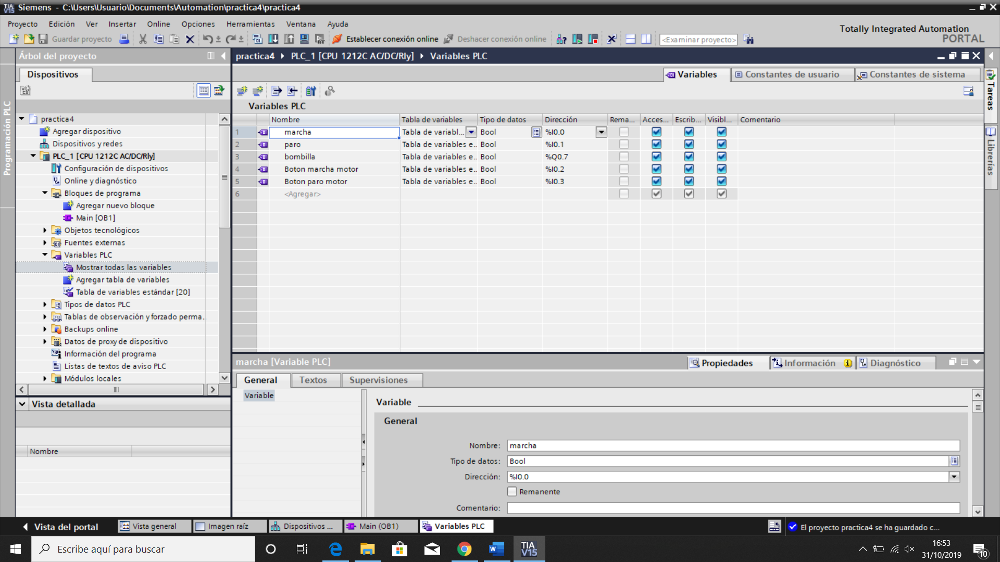 TIA V15 Siemens - C:\Users\Usuario\Documents\Automation\practica4\practica4
Proyecto Edición Ver Insertar Online Opciones Herramientas Ventana Ayuda
Totally Integrated Automation
PORTAL
Guardar proyecto Establecer conexión online Deshacer conexión online <Examinar proyecto>
Árbol del proyecto
practica4 PLC_1 [CPU 1212C AC/DC/Rly] Variables PLC
Dispositivos
Variables Constantes de usuario Constantes de sistema
Programación PLC
practica4
Agregar dispositivo
Dispositivos y redes
PLC_1 [CPU 1212C AC/DC/Rly]
Configuración de dispositivos
Online y diagnóstico
Bloques de programa
Agregar nuevo bloque
Main [OB1]
Objetos tecnológicos
Fuentes externas
Variables PLC
Mostrar todas las variables
Agregar tabla de variables
Tabla de variables estándar [20]
Tipos de datos PLC
Tablas de observación y forzado perma..
Backups online
Datos de proxy de dispositivo
Información del programa
Listas de textos de aviso PLC
Módulos locales
Vista detallada
Nombre
Variables PLC
Nombre Tabla de variables Tipo de datos Dirección Rema... Acces... Escrib... Visibl... Comentario
1 marcha Tabla de variabl... Bool %I0.0
2 paro Tabla de variables e.. Bool %I0.1
3 bombilla Tabla de variables e.. Bool %Q0.7
4 Boton marcha motor Tabla de variables e.. Bool %I0.2
5 Boton paro motor Tabla de variables e.. Bool %I0.3
6 <Agregar>
Tareas
Librerías
marcha [Variable PLC]
Propiedades Información Diagnóstico
General Textos Supervisiones
Variable
Variable
General
Nombre: marcha
Tipo de datos: Bool
Dirección: %I0.0
Remanente
Comentario:
Vista del portal Vista general Imagen raíz Dispositivos ... Main (OB1) Variables PLC El proyecto practica4 se ha guardado c...
Escribe aquí para buscar
TIA V15
16:53
31/10/2019
10